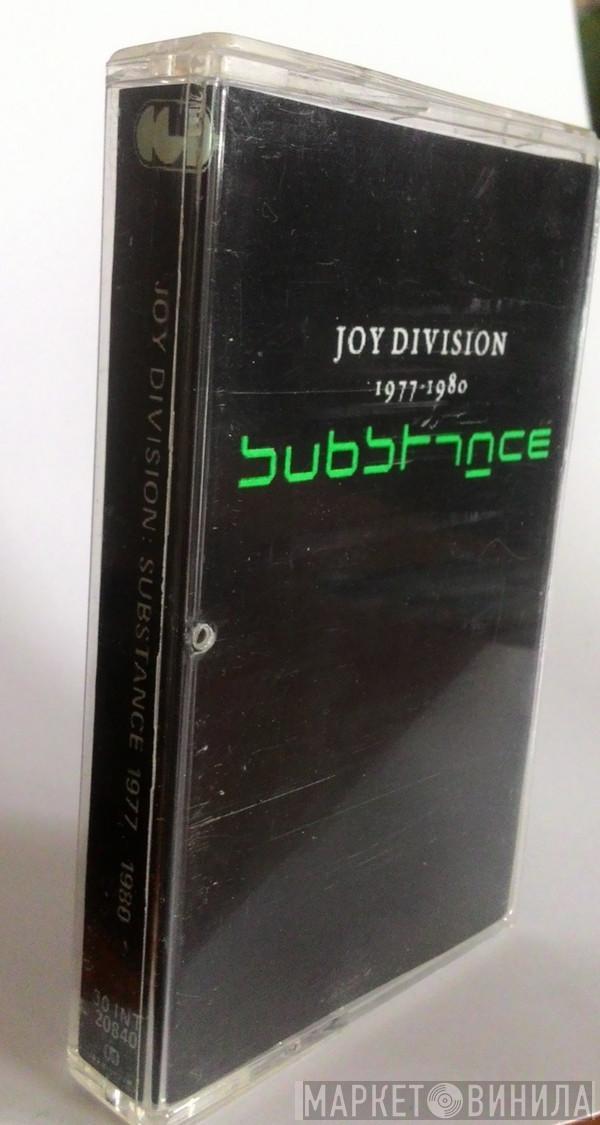 JOY DIVISION
1977-1980
Substance
JOY DIVISION: SUBSTANCE 1977. 1980
30 INT
20840
МАРКЕТ ВИНИЛА